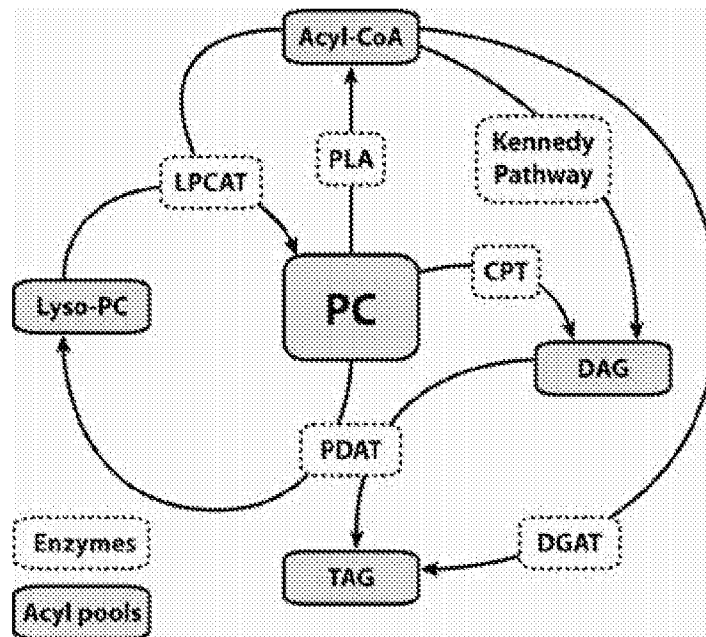 Acyl-CoA
Kennedy
Pathway
PLA
LPCAT
CPT
PC
Lyso-PC
DAG
PDAT
Enzymes
DGAT
TAG
Acyl pools